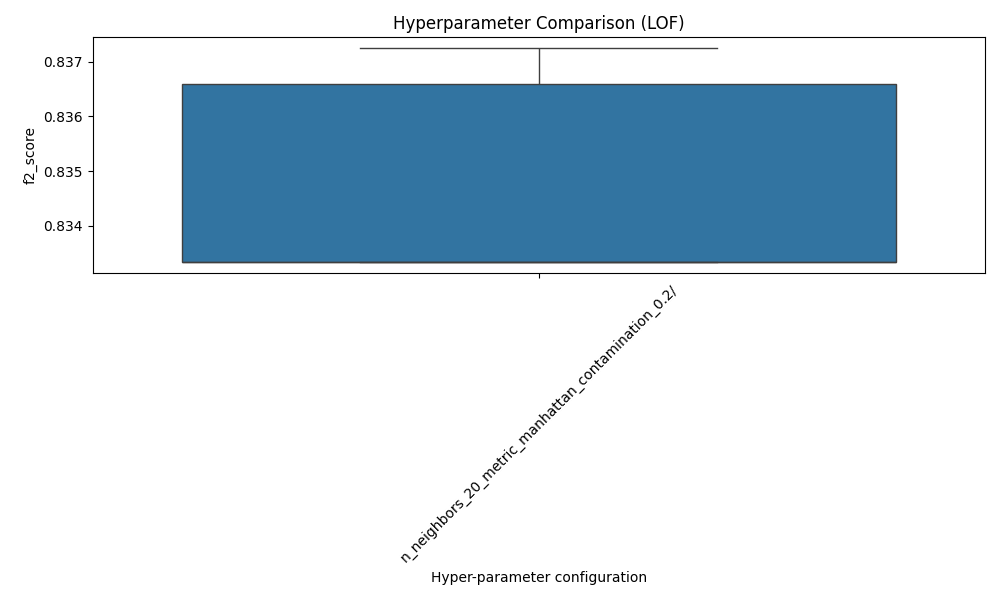 Hyperparameter Comparison (LOF)
f2_score
0.837
0.836
0.835
0.834
n_neighbors_20_metric_manhattan_contamination_0.2/
Hyper-parameter configuration